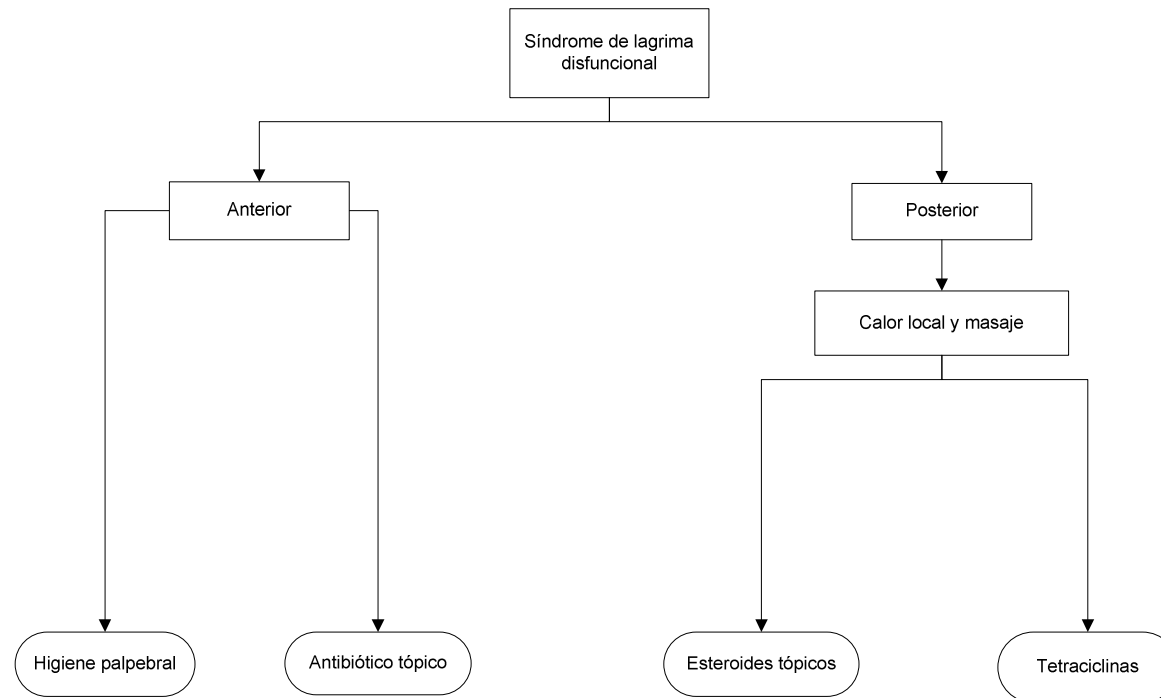 Síndrome de lagrima
disfuncional
Anterior
Posterior
Calor local y masaje
Higiene palpebral
Antibiótico tópico
Esteroides tópicos
Tetraciclinas